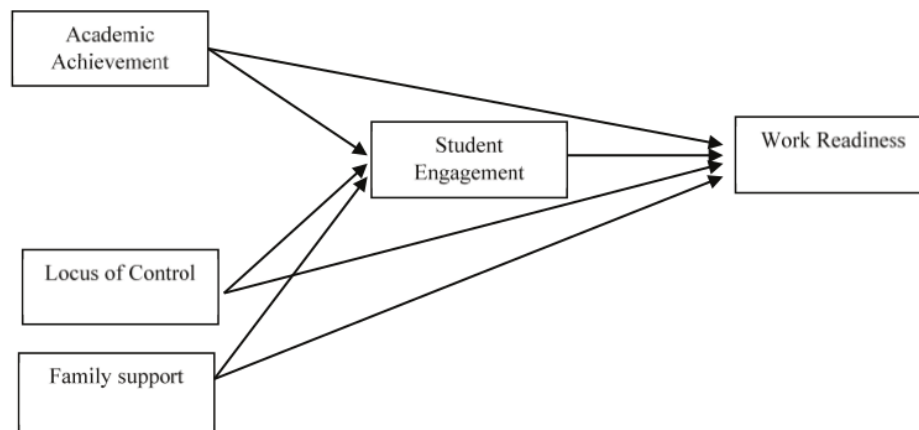 Academic
Achievement
Student
Engagement
Work Readiness
Locus of Control
Family support